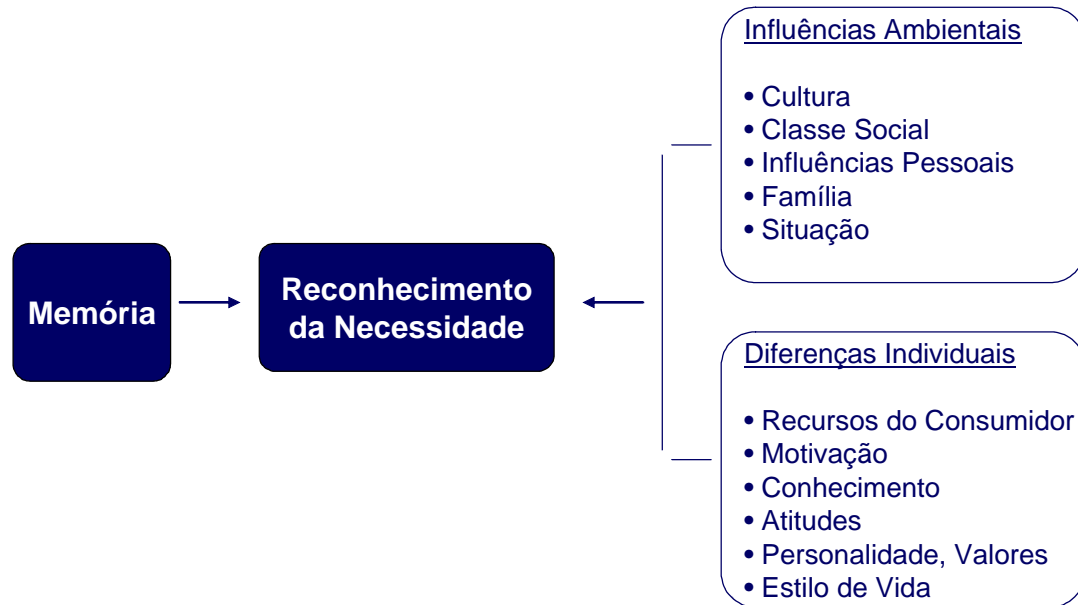 Influências Ambientais
• Cultura
• Classe Social
• Influências Pessoais
• Família
• Situação
Memória
Reconhecimento
da Necessidade
Diferenças Individuais
• Recursos do Consumidor
• Motivação
• Conhecimento
• Atitudes
• Personalidade, Valores
• Estilo de Vida